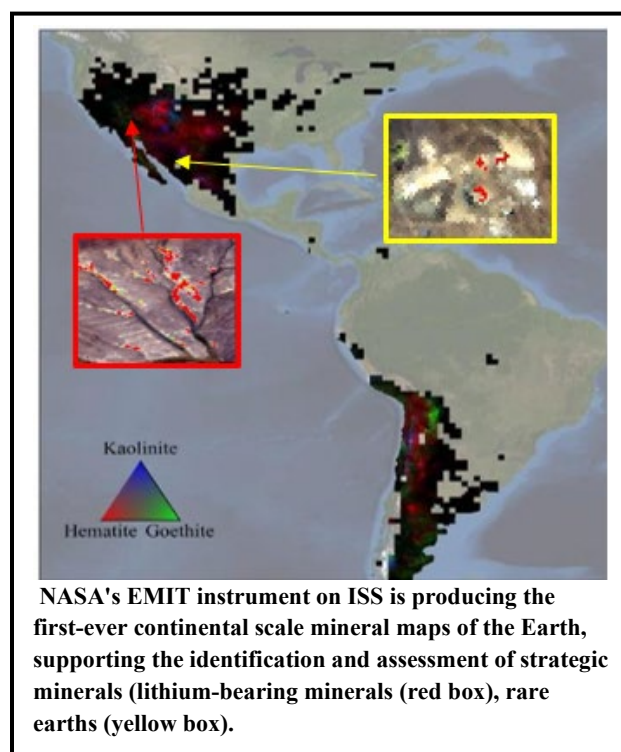 Kaolinite
Hematite Goethite
NASA's EMIT instrument on ISS is producing the
first-ever continental scale mineral maps of the Earth,
supporting the identification and assessment of strategic
minerals (lithium-bearing minerals (red box), rare
earths (yellow box).